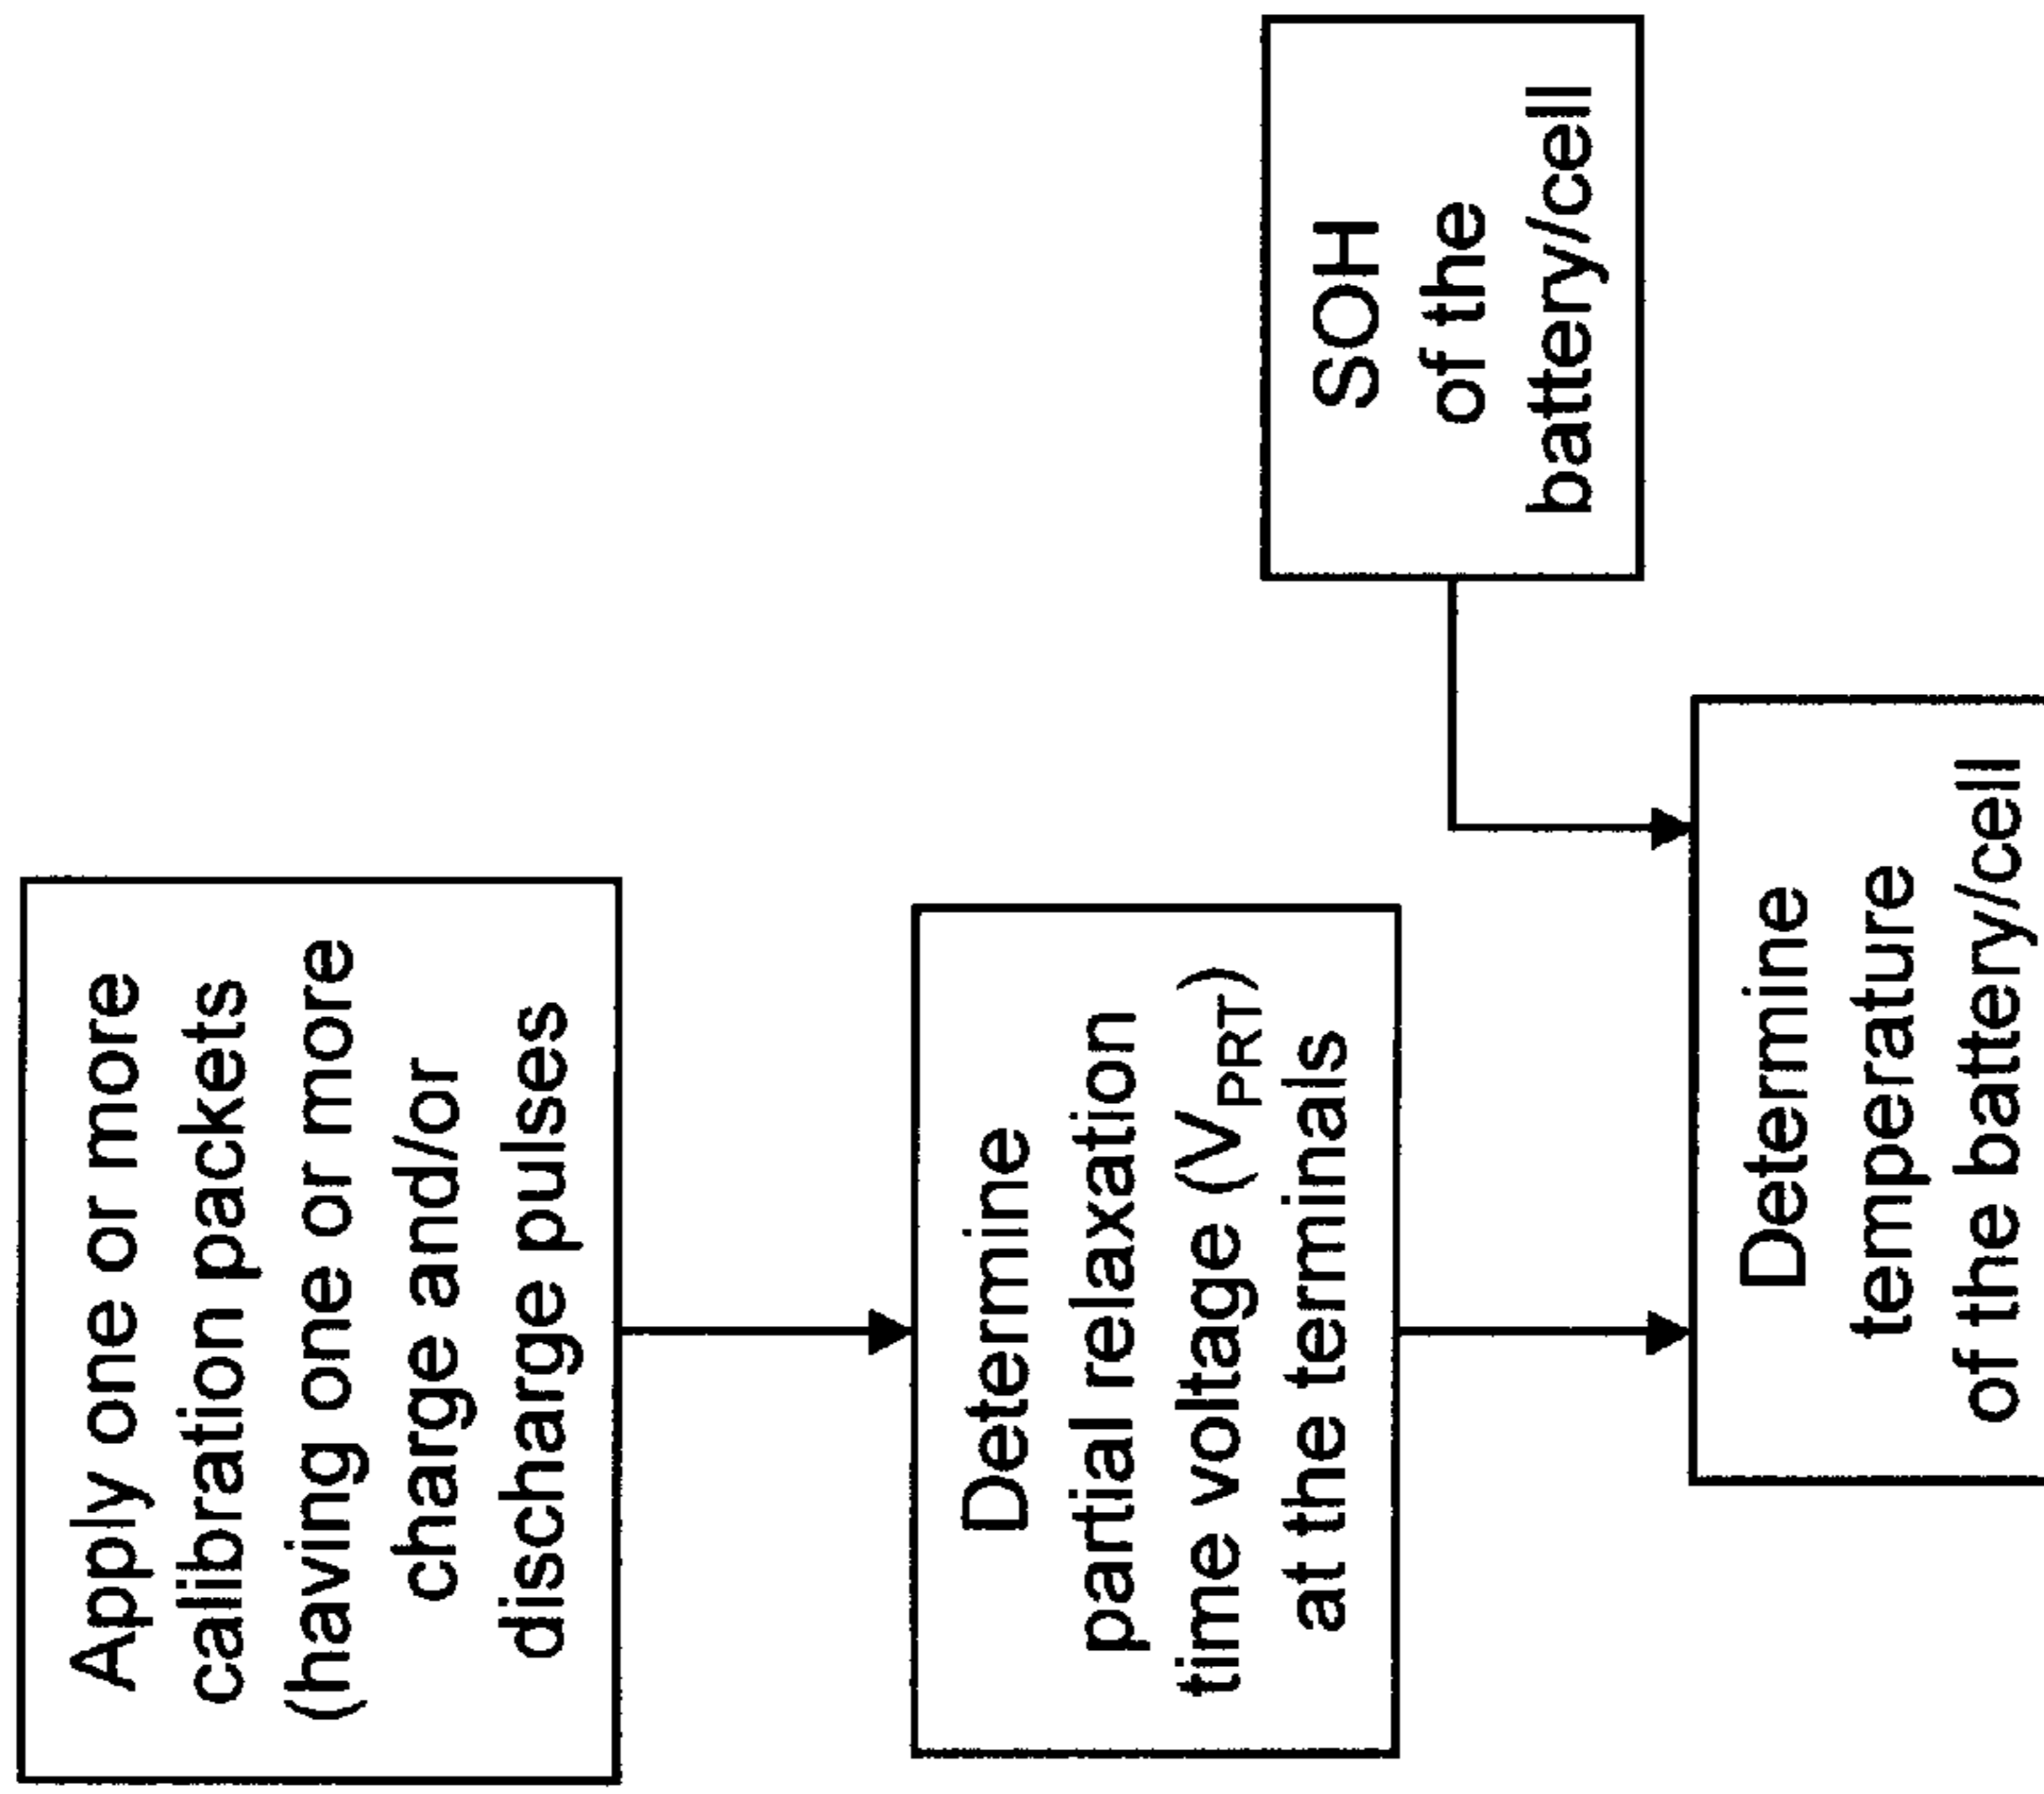 Apply one or more
calibration packets
(having one or more
charge and/or
discharge pulses
Determine
partial relaxation
time voltage (VPRT)
at the terminals
SOH
of the
battery/cell
Determine
temperature
of the battery/cell